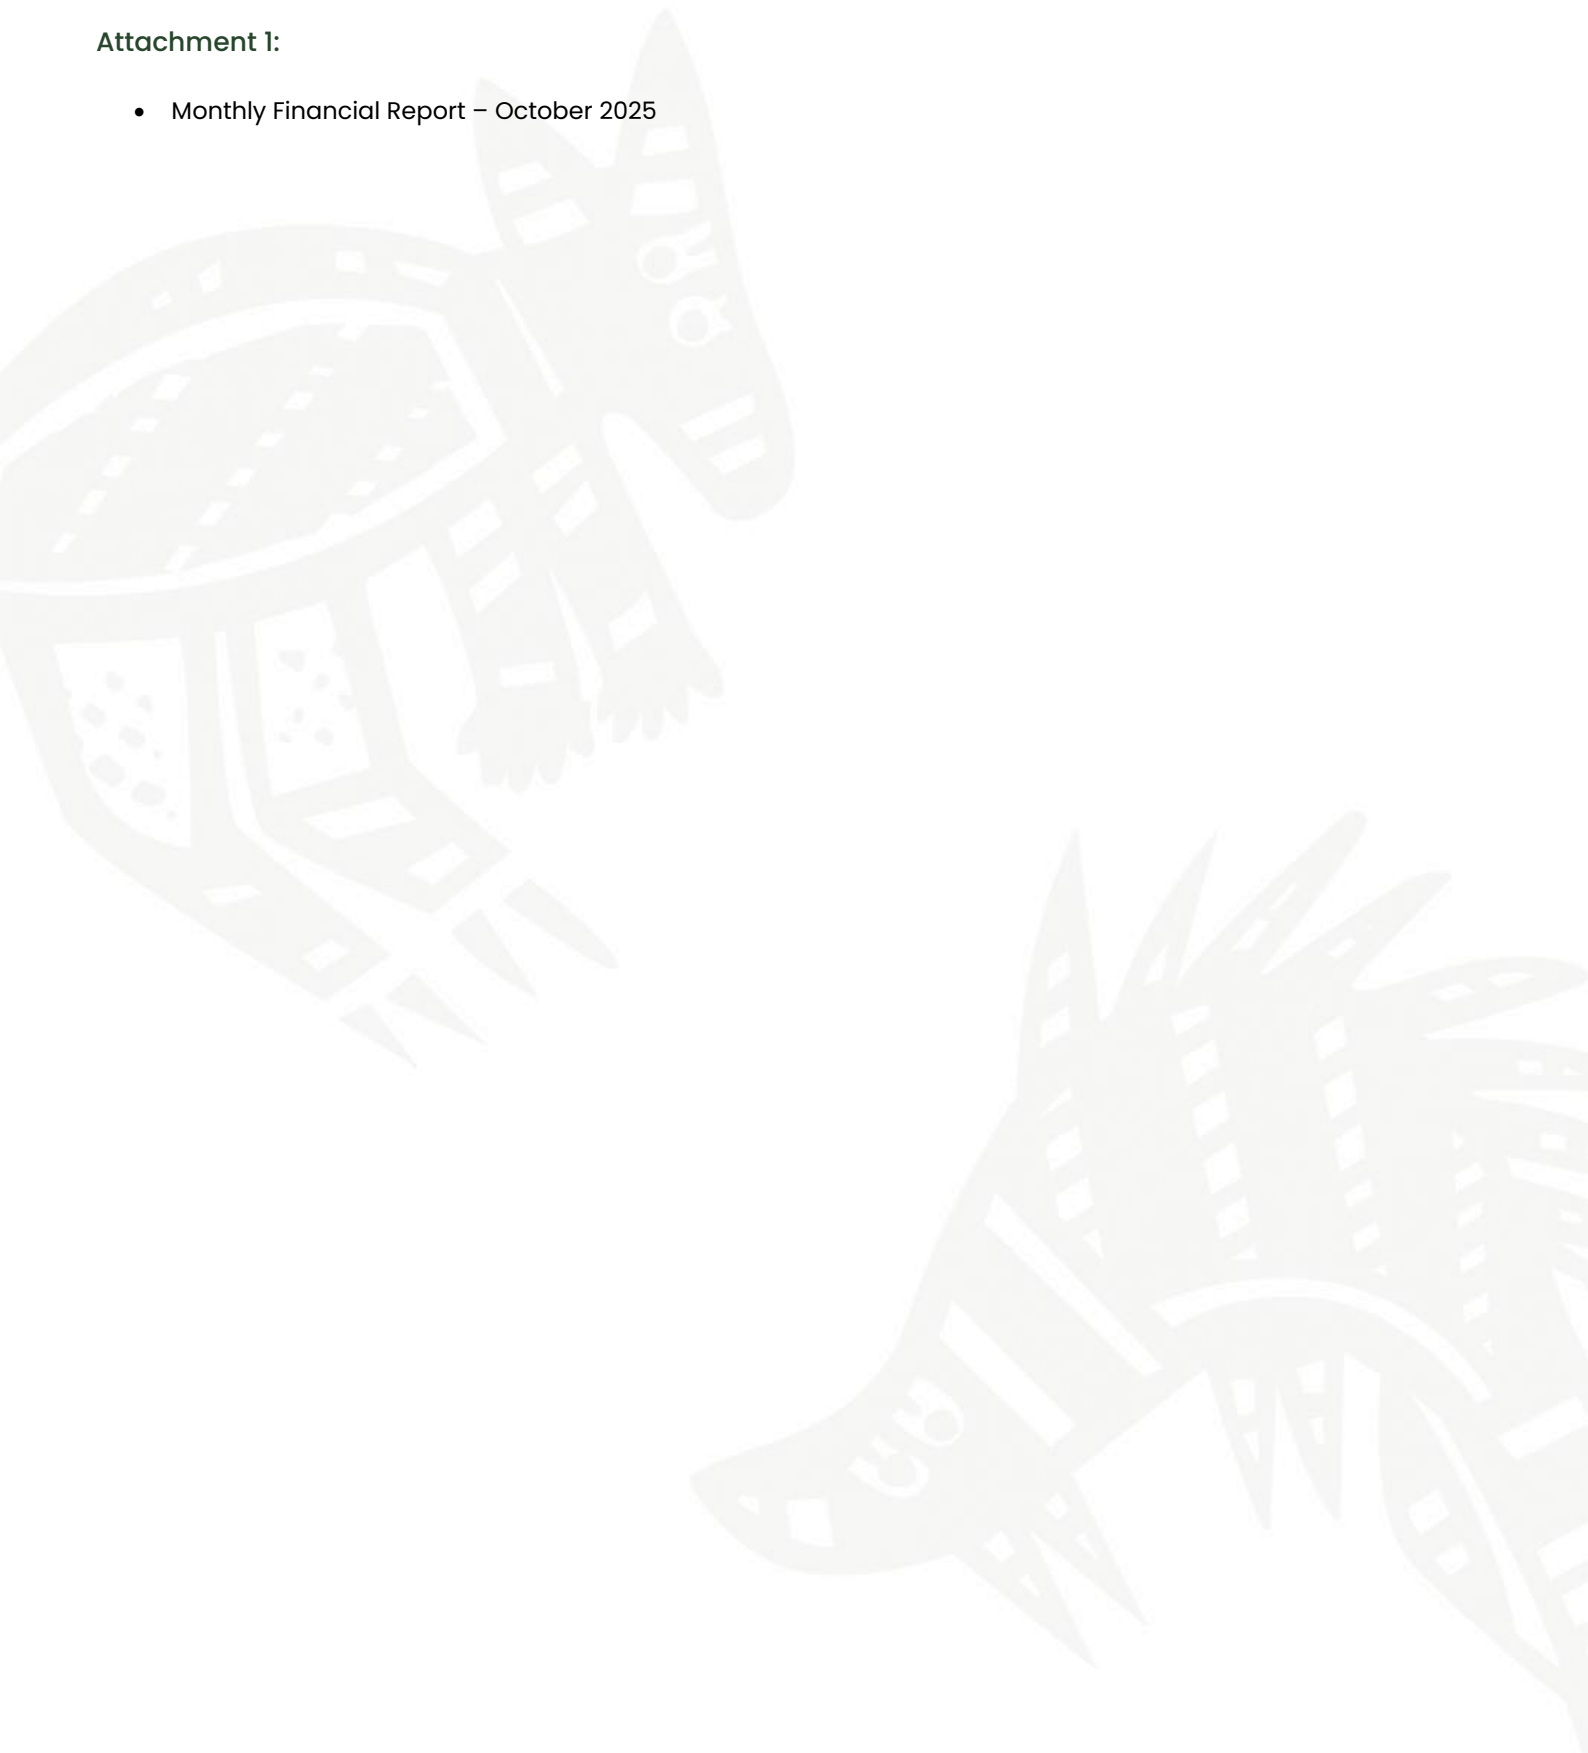 Attachment 1:
• Monthly Financial Report – October 2025